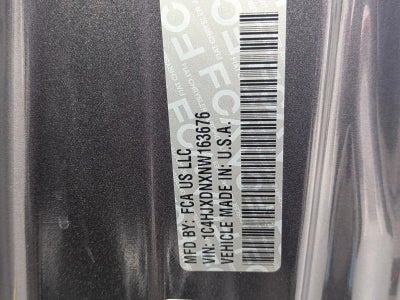 MFD. BY: FCA US LLC
VIN: 1C4HJXDNXNW163676
VEHICLE MADE IN: U.S.A.